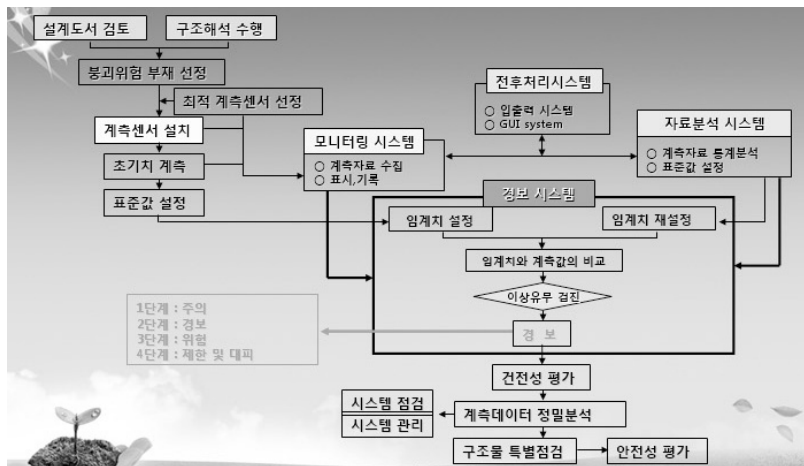 설계도서 검토
구조해석 수행
붕괴위험 부재 선정
최적 계측센서 선정
계측센서 설치
초기치 계측
표준값 설정
모니터링 시스템
○ 계측자료 수집
○ 표시,기록
전후처리시스템
○ 입출력 시스템
○ GUI system
자료분석 시스템
○ 계측자료 통계분석
○ 표준값 설정
경보 시스템
임계치 설정
임계치 재설정
임계치와 계측값의 비교
이상유무 검진
경 보
1단계 : 주의
2단계 : 경보
3단계 : 위험
4단계 : 제한 및 대피
건전성 평가
시스템 점검
시스템 관리
계측데이터 정밀분석
구조물 특별점검
안전성 평가